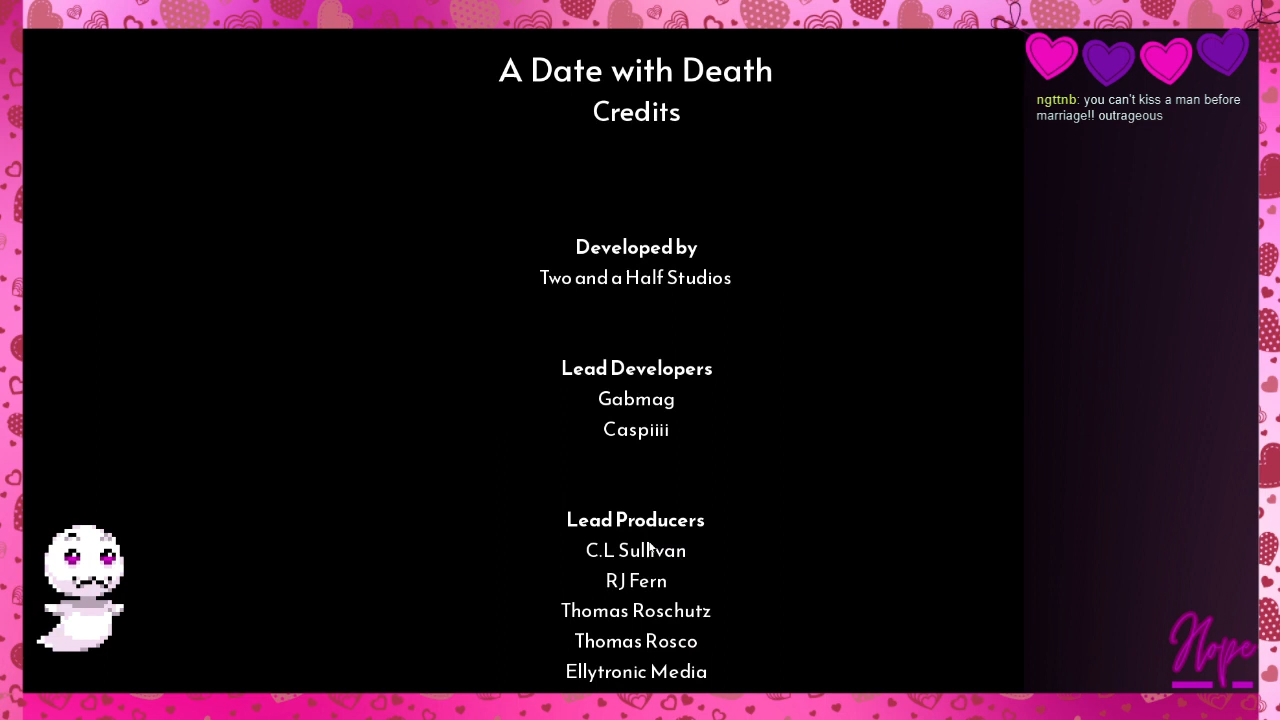 A Date with Death
Credits
ngttnb: you can't kiss a man before
marriage!! outrageous
Developed by
Two and a Half Studios
Lead Developers
Gabmag
Caspiiii
Lead Producers
C.L Sullivan
RJ Fern
Thomas Roschutz
Thomas Rosco
Ellytronic Media
Hope